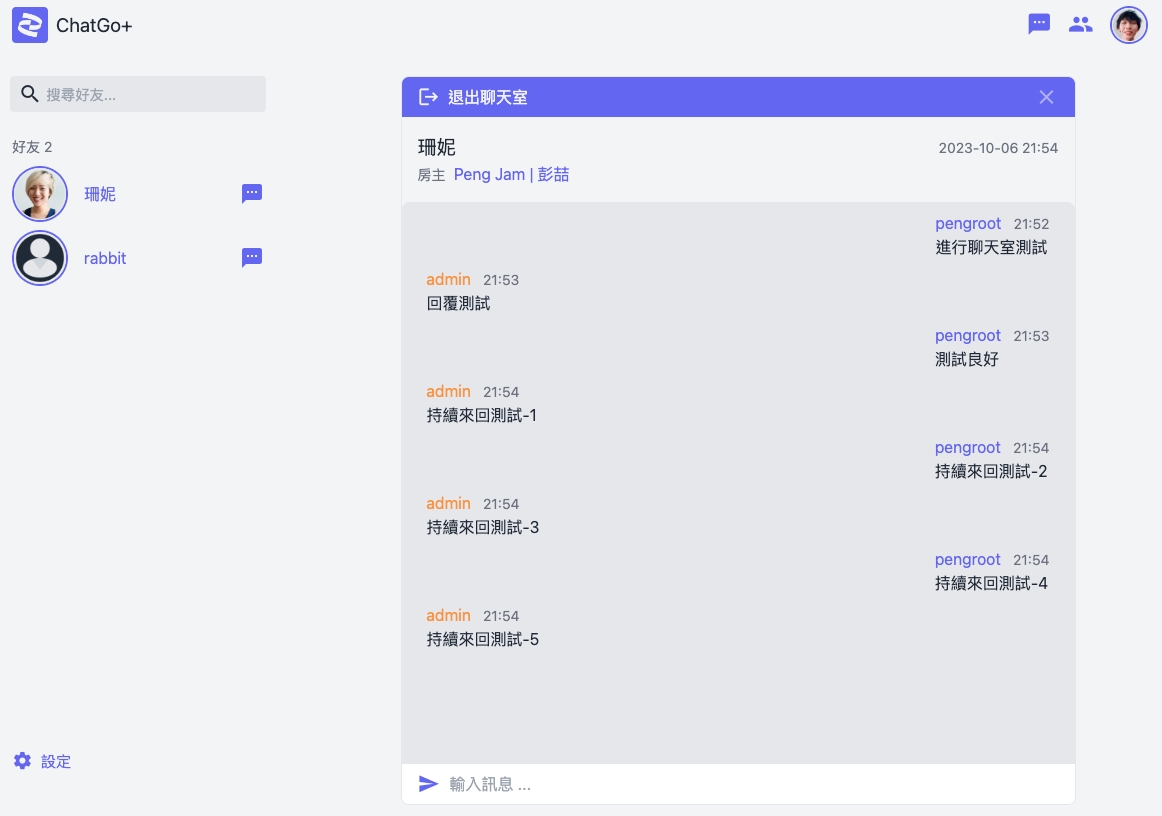 ChatGo+
搜尋好友...
好友 2
珊妮
rabbit
設定
退出聊天室
珊妮
2023-10-06 21:54
房主 Peng Jam | 彭喆
pengroot 21:52
進行聊天室測試
admin 21:53
回覆測試
pengroot 21:53
測試良好
admin 21:54
持續來回測試-1
pengroot 21:54
持續來回測試-2
admin 21:54
持續來回測試-3
pengroot 21:54
持續來回測試-4
admin 21:54
持續來回測試-5
輸入訊息 ...